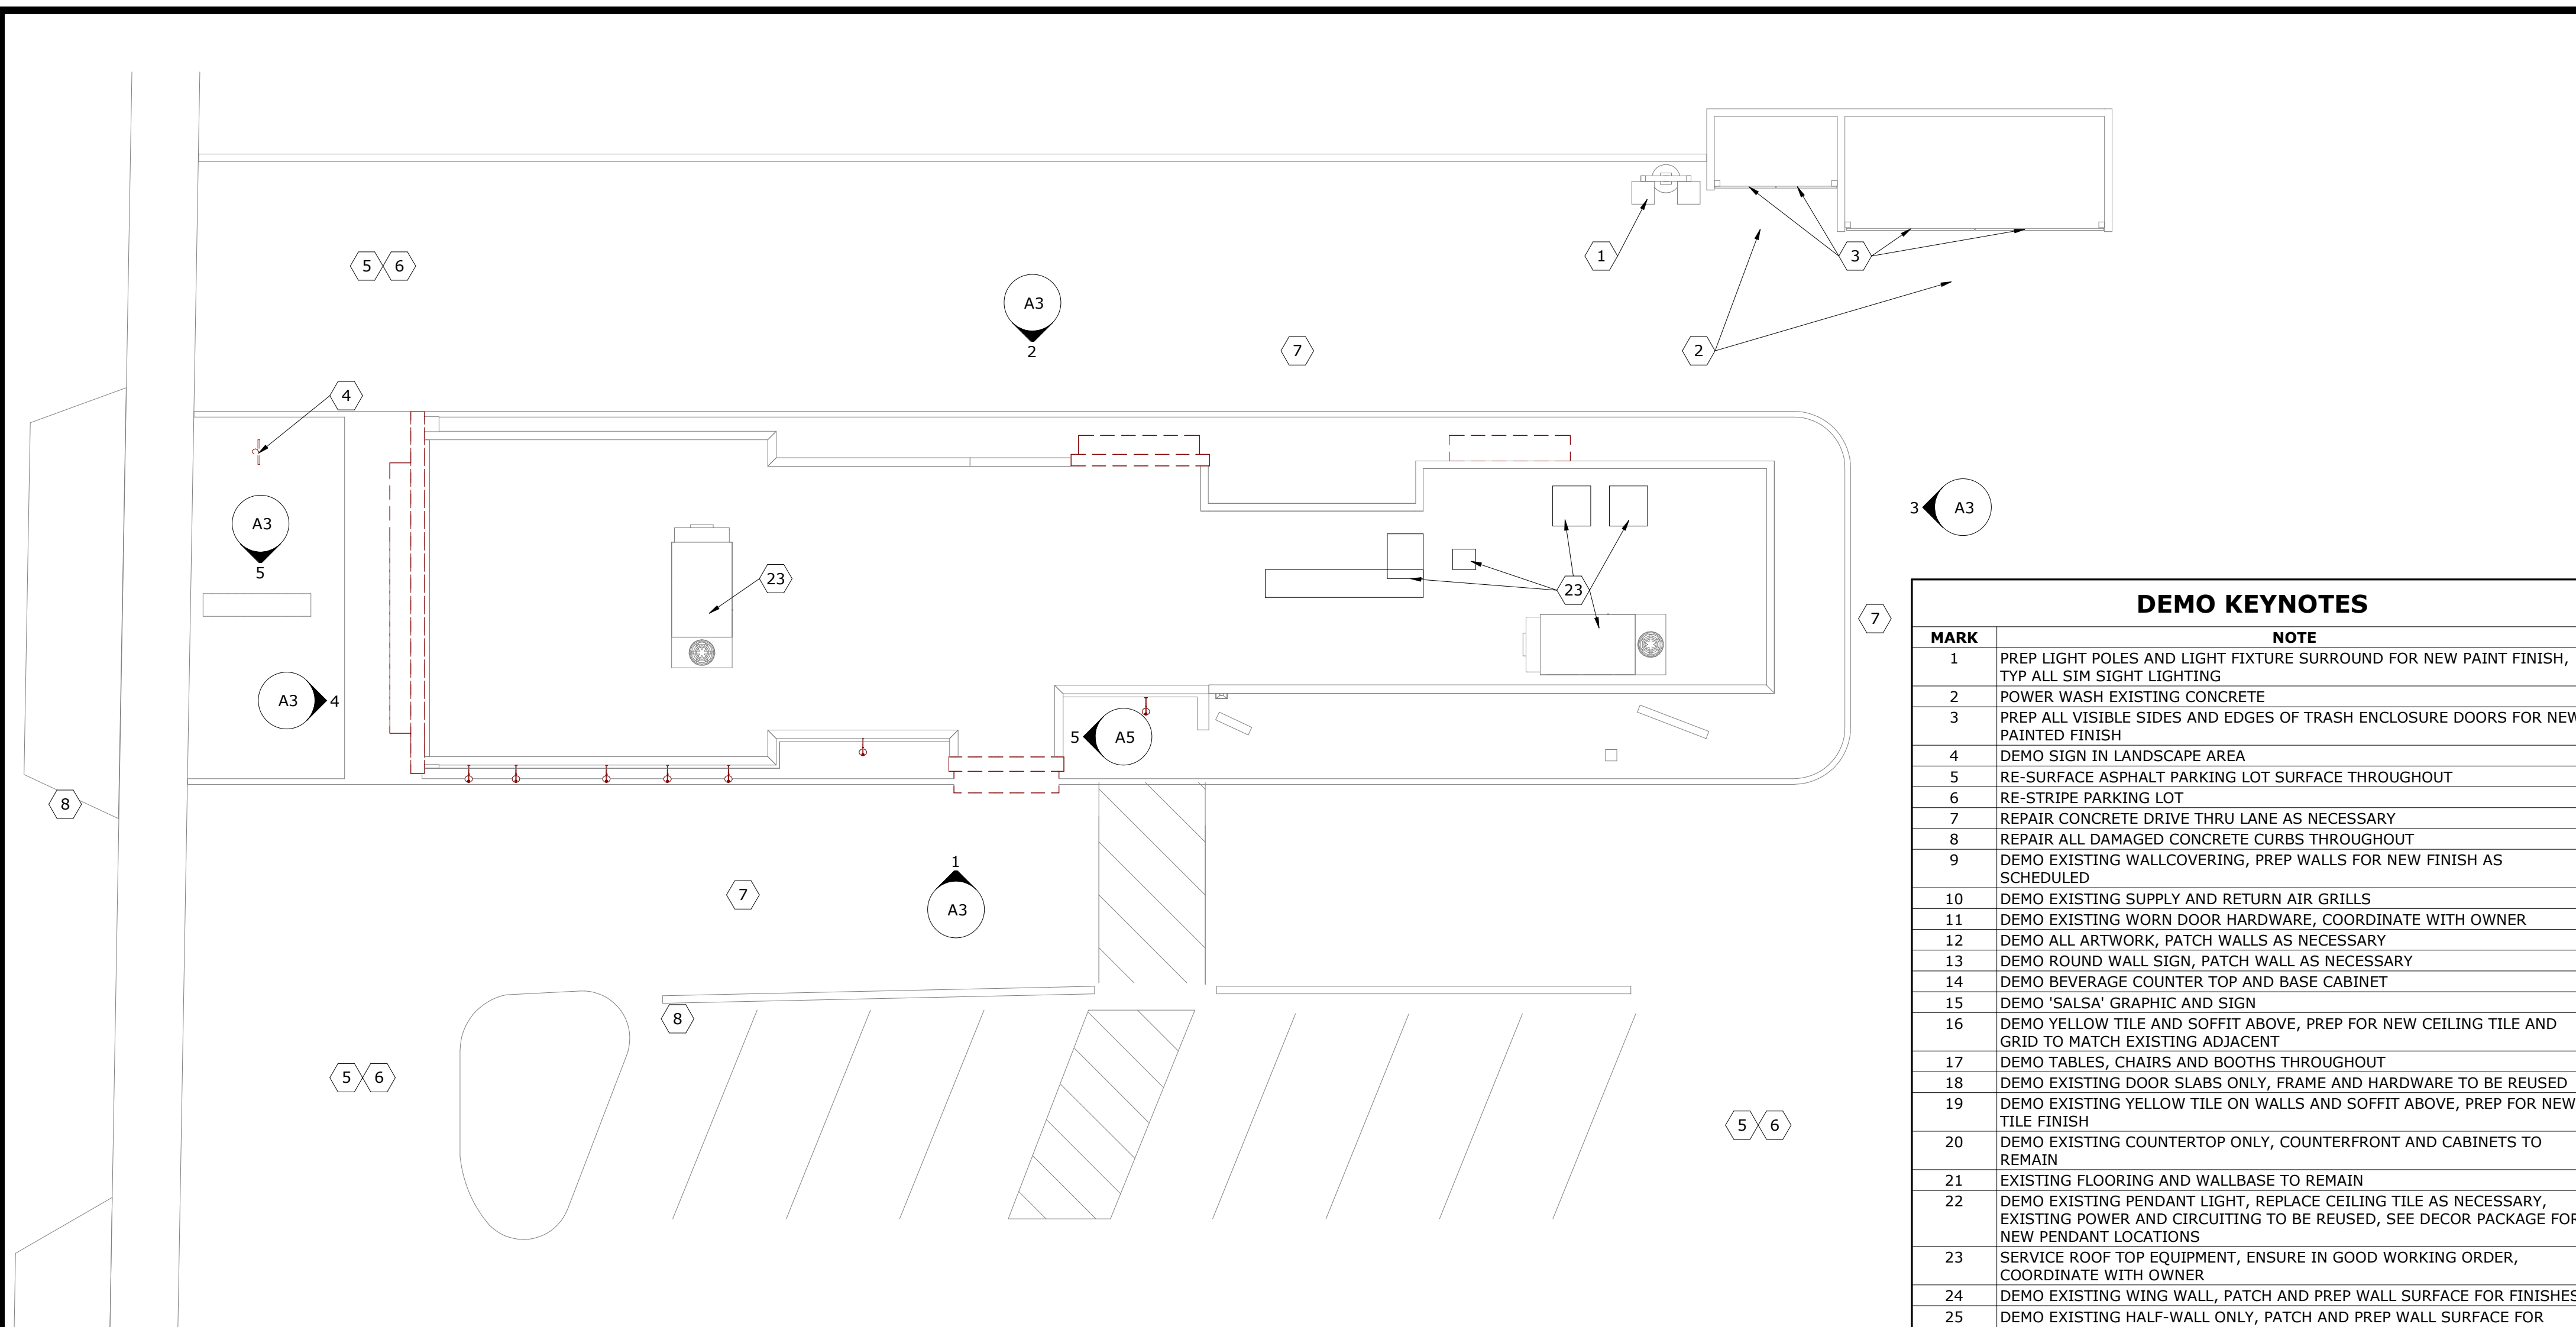 5 6
1
3
A3
2
7
2
4
A3
5
3 A3
23
23
7
A3 4
5 A5
8
1
A3
7
8
5 6
5 6
DEMO KEYNOTES
MARK NOTE
1 PREP LIGHT POLES AND LIGHT FIXTURE SURROUND FOR NEW PAINT FINISH,
TYP ALL SIM SIGHT LIGHTING
2 POWER WASH EXISTING CONCRETE
3 PREP ALL VISIBLE SIDES AND EDGES OF TRASH ENCLOSURE DOORS FOR NEW
PAINTED FINISH
4 DEMO SIGN IN LANDSCAPE AREA
5 RE-SURFACE ASPHALT PARKING LOT SURFACE THROUGHOUT
6 RE-STRIPE PARKING LOT
7 REPAIR CONCRETE DRIVE THRU LANE AS NECESSARY
8 REPAIR ALL DAMAGED CONCRETE CURBS THROUGHOUT
9 DEMO EXISTING WALLCOVERING, PREP WALLS FOR NEW FINISH AS
SCHEDULED
10 DEMO EXISTING SUPPLY AND RETURN AIR GRILLS
11 DEMO EXISTING WORN DOOR HARDWARE, COORDINATE WITH OWNER
12 DEMO ALL ARTWORK, PATCH WALLS AS NECESSARY
13 DEMO ROUND WALL SIGN, PATCH WALL AS NECESSARY
14 DEMO BEVERAGE COUNTER TOP AND BASE CABINET
15 DEMO 'SALSA' GRAPHIC AND SIGN
16 DEMO YELLOW TILE AND SOFFIT ABOVE, PREP FOR NEW CEILING TILE AND
GRID TO MATCH EXISTING ADJACENT
17 DEMO TABLES, CHAIRS AND BOOTHS THROUGHOUT
18 DEMO EXISTING DOOR SLABS ONLY, FRAME AND HARDWARE TO BE REUSED
19 DEMO EXISTING YELLOW TILE ON WALLS AND SOFFIT ABOVE, PREP FOR NEW
TILE FINISH
20 DEMO EXISTING COUNTERTOP ONLY, COUNTERFRONT AND CABINETS TO
REMAIN
21 EXISTING FLOORING AND WALLBASE TO REMAIN
22 DEMO EXISTING PENDANT LIGHT, REPLACE CEILING TILE AS NECESSARY,
EXISTING POWER AND CIRCUITING TO BE REUSED, SEE DECOR PACKAGE FOR
NEW PENDANT LOCATIONS
23 SERVICE ROOF TOP EQUIPMENT, ENSURE IN GOOD WORKING ORDER,
COORDINATE WITH OWNER
24 DEMO EXISTING WING WALL, PATCH AND PREP WALL SURFACE FOR FINISHES
25 DEMO EXISTING HALF-WALL ONLY, PATCH AND PREP WALL SURFACE FOR